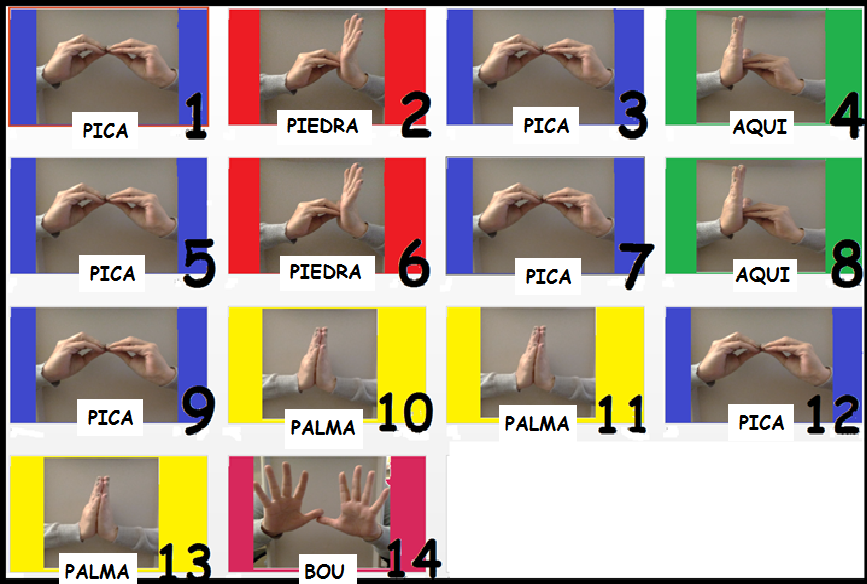 PICA 1
PIEDRA 2
PICA 3
AQUI 4
PICA 5
PIEDRA 6
PICA 7
AQUI 8
PICA 9
PALMA 10
PALMA 11
PICA 12
PALMA 13
BOU 14